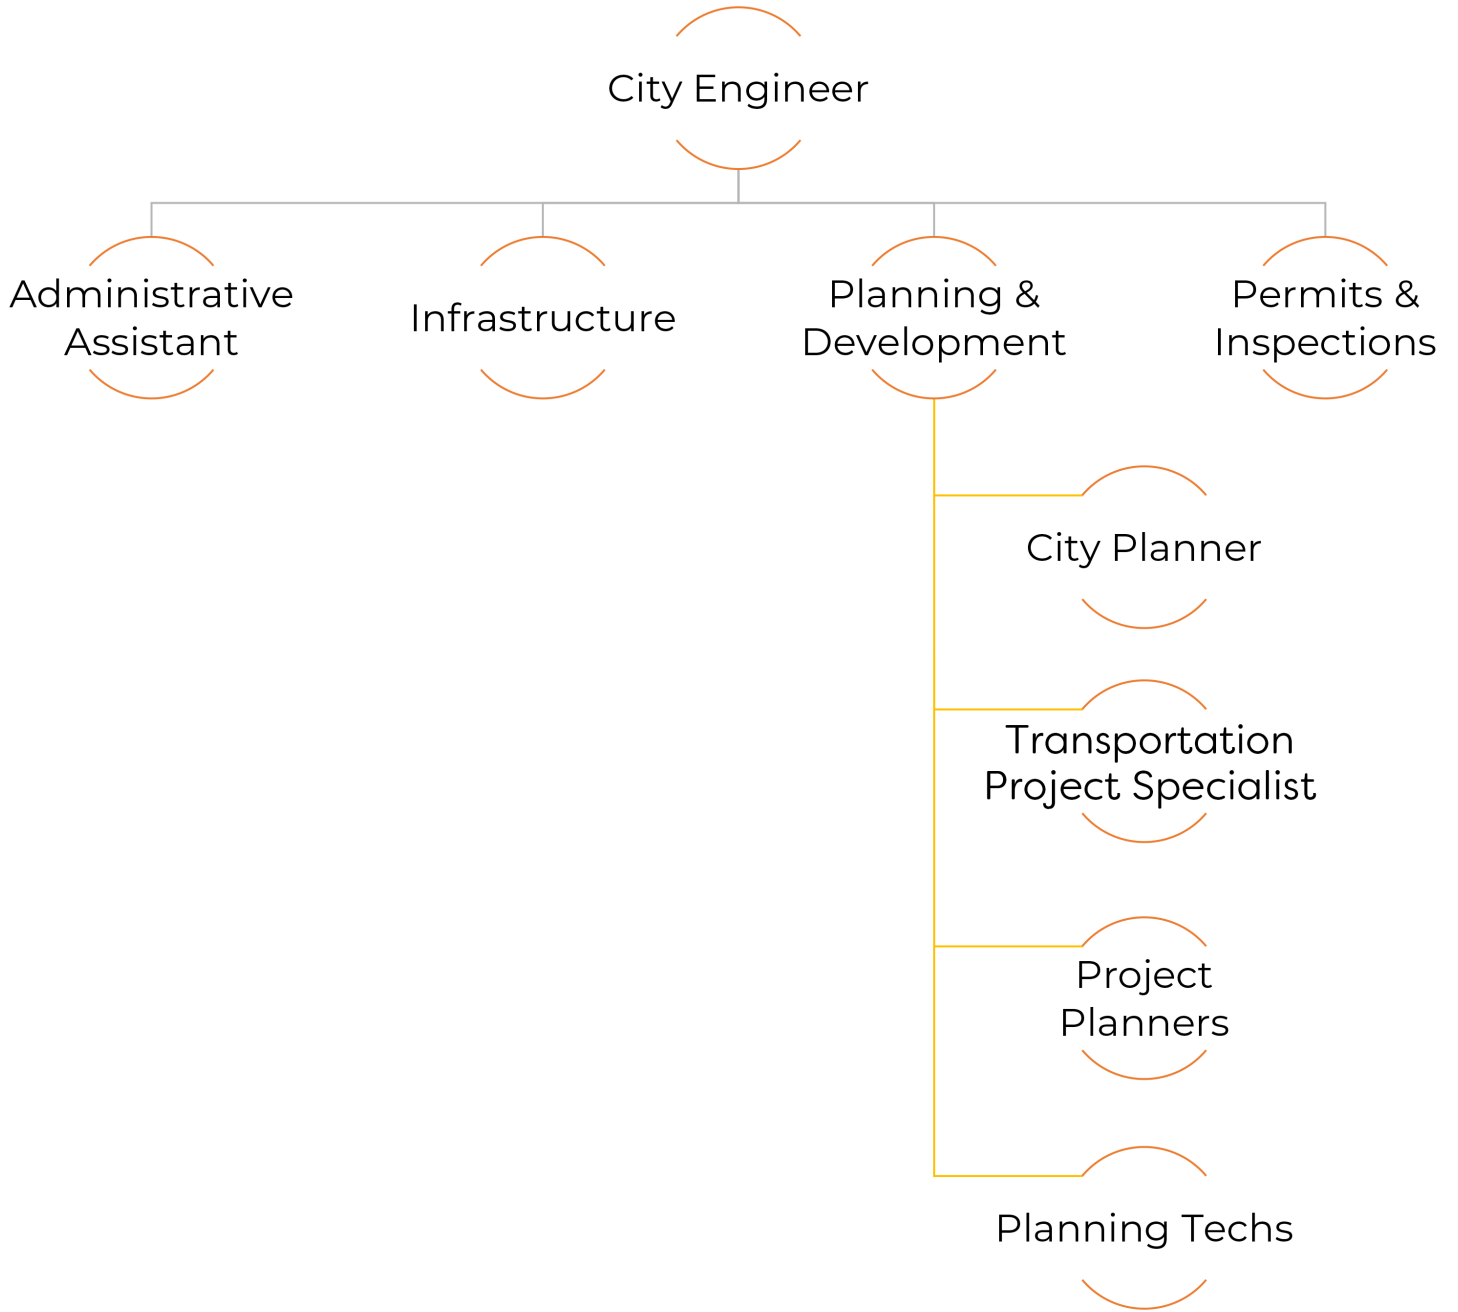 City Engineer
Administrative
Assistant
Infrastructure
Planning &
Development
Permits &
Inspections
City Planner
Transportation
Project Specialist
Project
Planners
Planning Techs